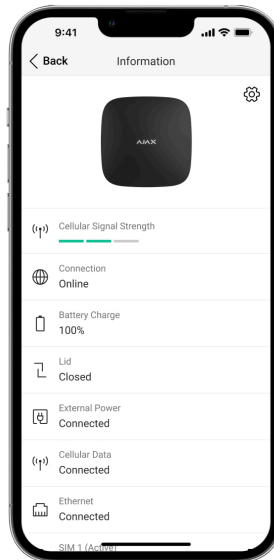 9:41
Back
Information
AJAX
Cellular Signal Strength
Connection
Online
Battery Charge
100%
Lid
Closed
External Power
Connected
Cellular Data
Connected
Ethernet
Connected
SIM 1 (Active)